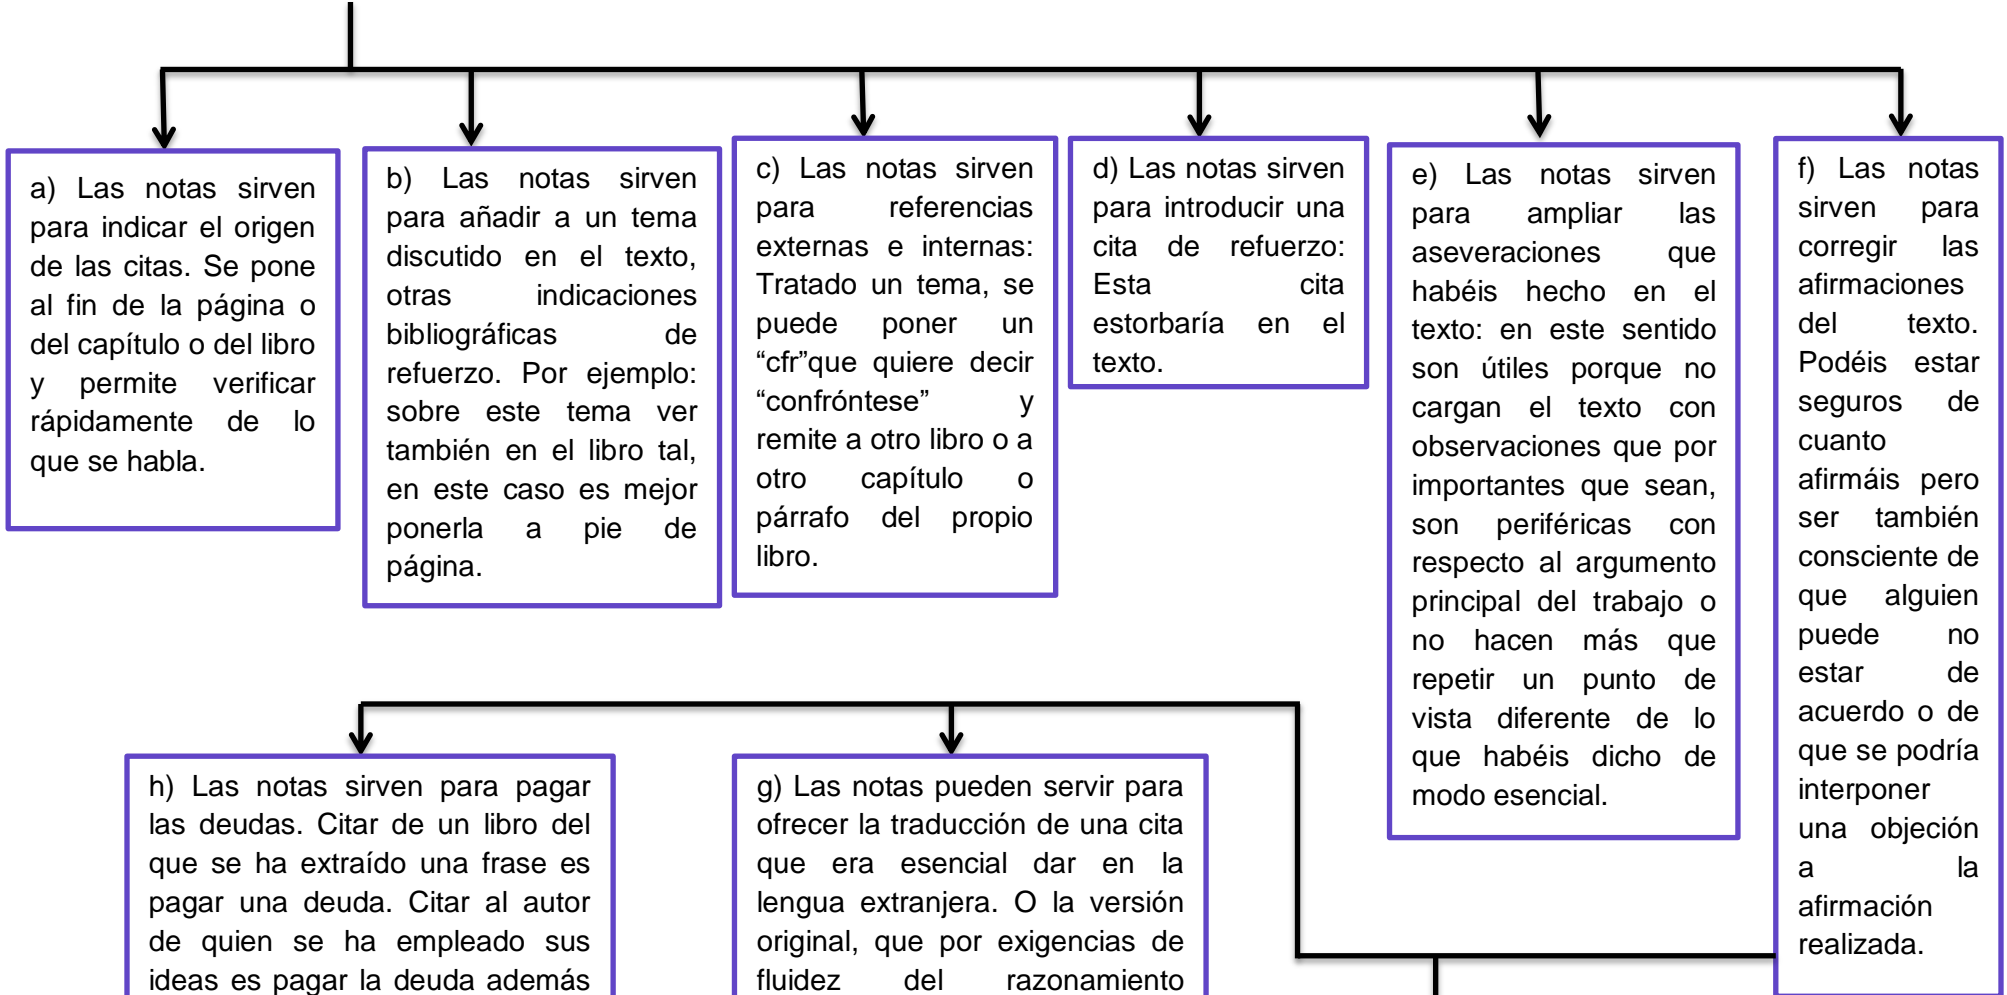 a) Las notas sirven
para indicar el origen
de las citas. Se pone
al fin de la página o
del capítulo o del libro
y permite verificar
rápidamente de lo
que se habla.
b) Las notas sirven
para añadir a un tema
discutido en el texto,
otras indicaciones
bibliográficas de
refuerzo. Por ejemplo:
sobre este tema ver
también en el libro tal,
en este caso es mejor
ponerla a pie de
página.
c) Las notas sirven
para referencias
externas e internas:
Tratado un tema, se
puede poner un
“cfr”que quiere decir
“confróntese” y
remite a otro libro o a
otro capítulo o
párrafo del propio
libro.
d) Las notas sirven
para introducir una
cita de refuerzo:
Esta cita
estorbaría en el
texto.
e) Las notas sirven
para ampliar las
aseveraciones que
habéis hecho en el
texto: en este sentido
son útiles porque no
cargan el texto con
observaciones que por
importantes que sean,
son periféricas con
respecto al argumento
principal del trabajo o
no hacen más que
repetir un punto de
vista diferente de lo
que habéis dicho de
modo esencial.
f) Las notas
sirven para
corregir las
afirmaciones
del texto.
Podéis estar
seguros de
cuanto
afirmáis pero
ser también
consciente de
que alguien
puede no
estar de
acuerdo o de
que se podría
interponer
una objeción
a la
afirmación
realizada.
h) Las notas sirven para pagar
las deudas. Citar de un libro del
que se ha extraído una frase es
pagar una deuda. Citar al autor
de quien se ha empleado sus
ideas es pagar la deuda además
g) Las notas pueden servir para
ofrecer la traducción de una cita
que era esencial dar en la
lengua extranjera. O la versión
original, que por exigencias de
fluidez del razonamiento